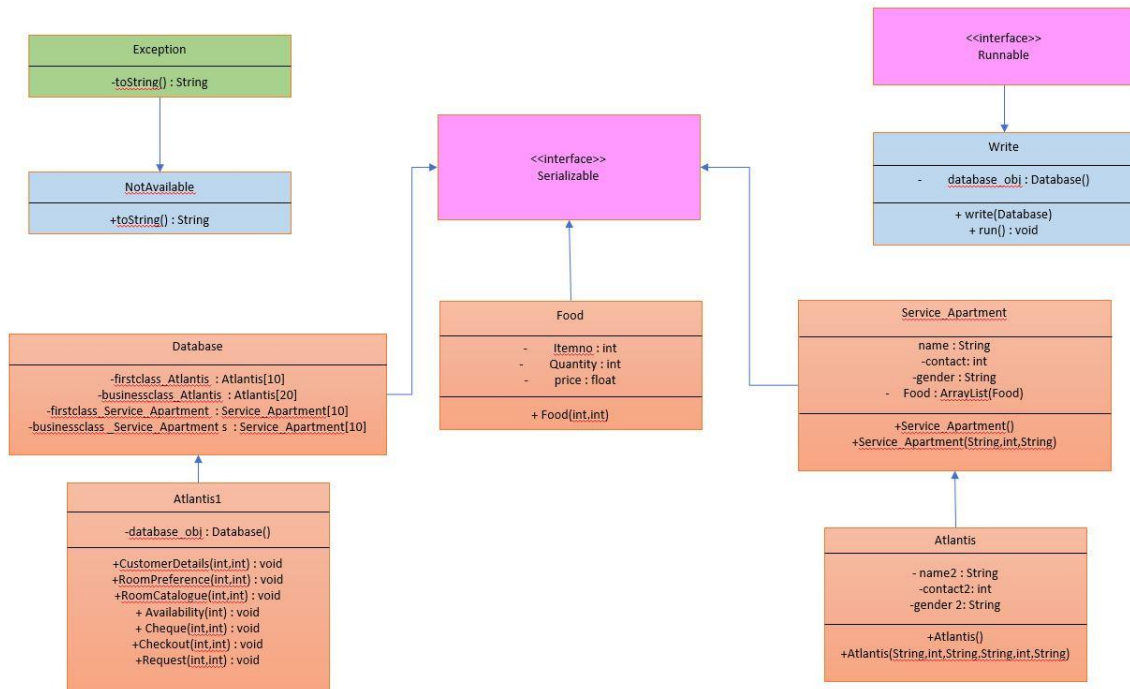 Exception
-toString() : String
NotAvailable
+toString() : String
<<interface>>
Serializable
<<interface>>
Runnable
Write
- database_obj : Database()
+ write(Database)
+ run() : void
Database
-firstclass_Atlantis : Atlantis[10]
-businessclass_Atlantis : Atlantis[20]
-firstclass_Service_Apartment : Service_Apartment[10]
-businessclass_Service_Apartment s : Service_Apartment[10]
Food
- Itemno : int
- Quantity : int
- price : float
+ Food(int,int)
Service_Apartment
name : String
-contact: int
-gender : String
- Food : ArrayList(Food)
+Service_Apartment()
+Service_Apartment(String,int,String)
Atlantis1
-database_obj : Database()
+CustomerDetails(int,int) : void
+RoomPreference(int,int) : void
+RoomCatalogue(int,int) : void
+ Availability(int) : void
+ Cheque(int,int) : void
+Checkout(int,int) : void
+Request(int,int) : void
Atlantis
- name2 : String
-contact2: int
-gender 2: String
+Atlantis()
+Atlantis(String,int,String,String,int,String)